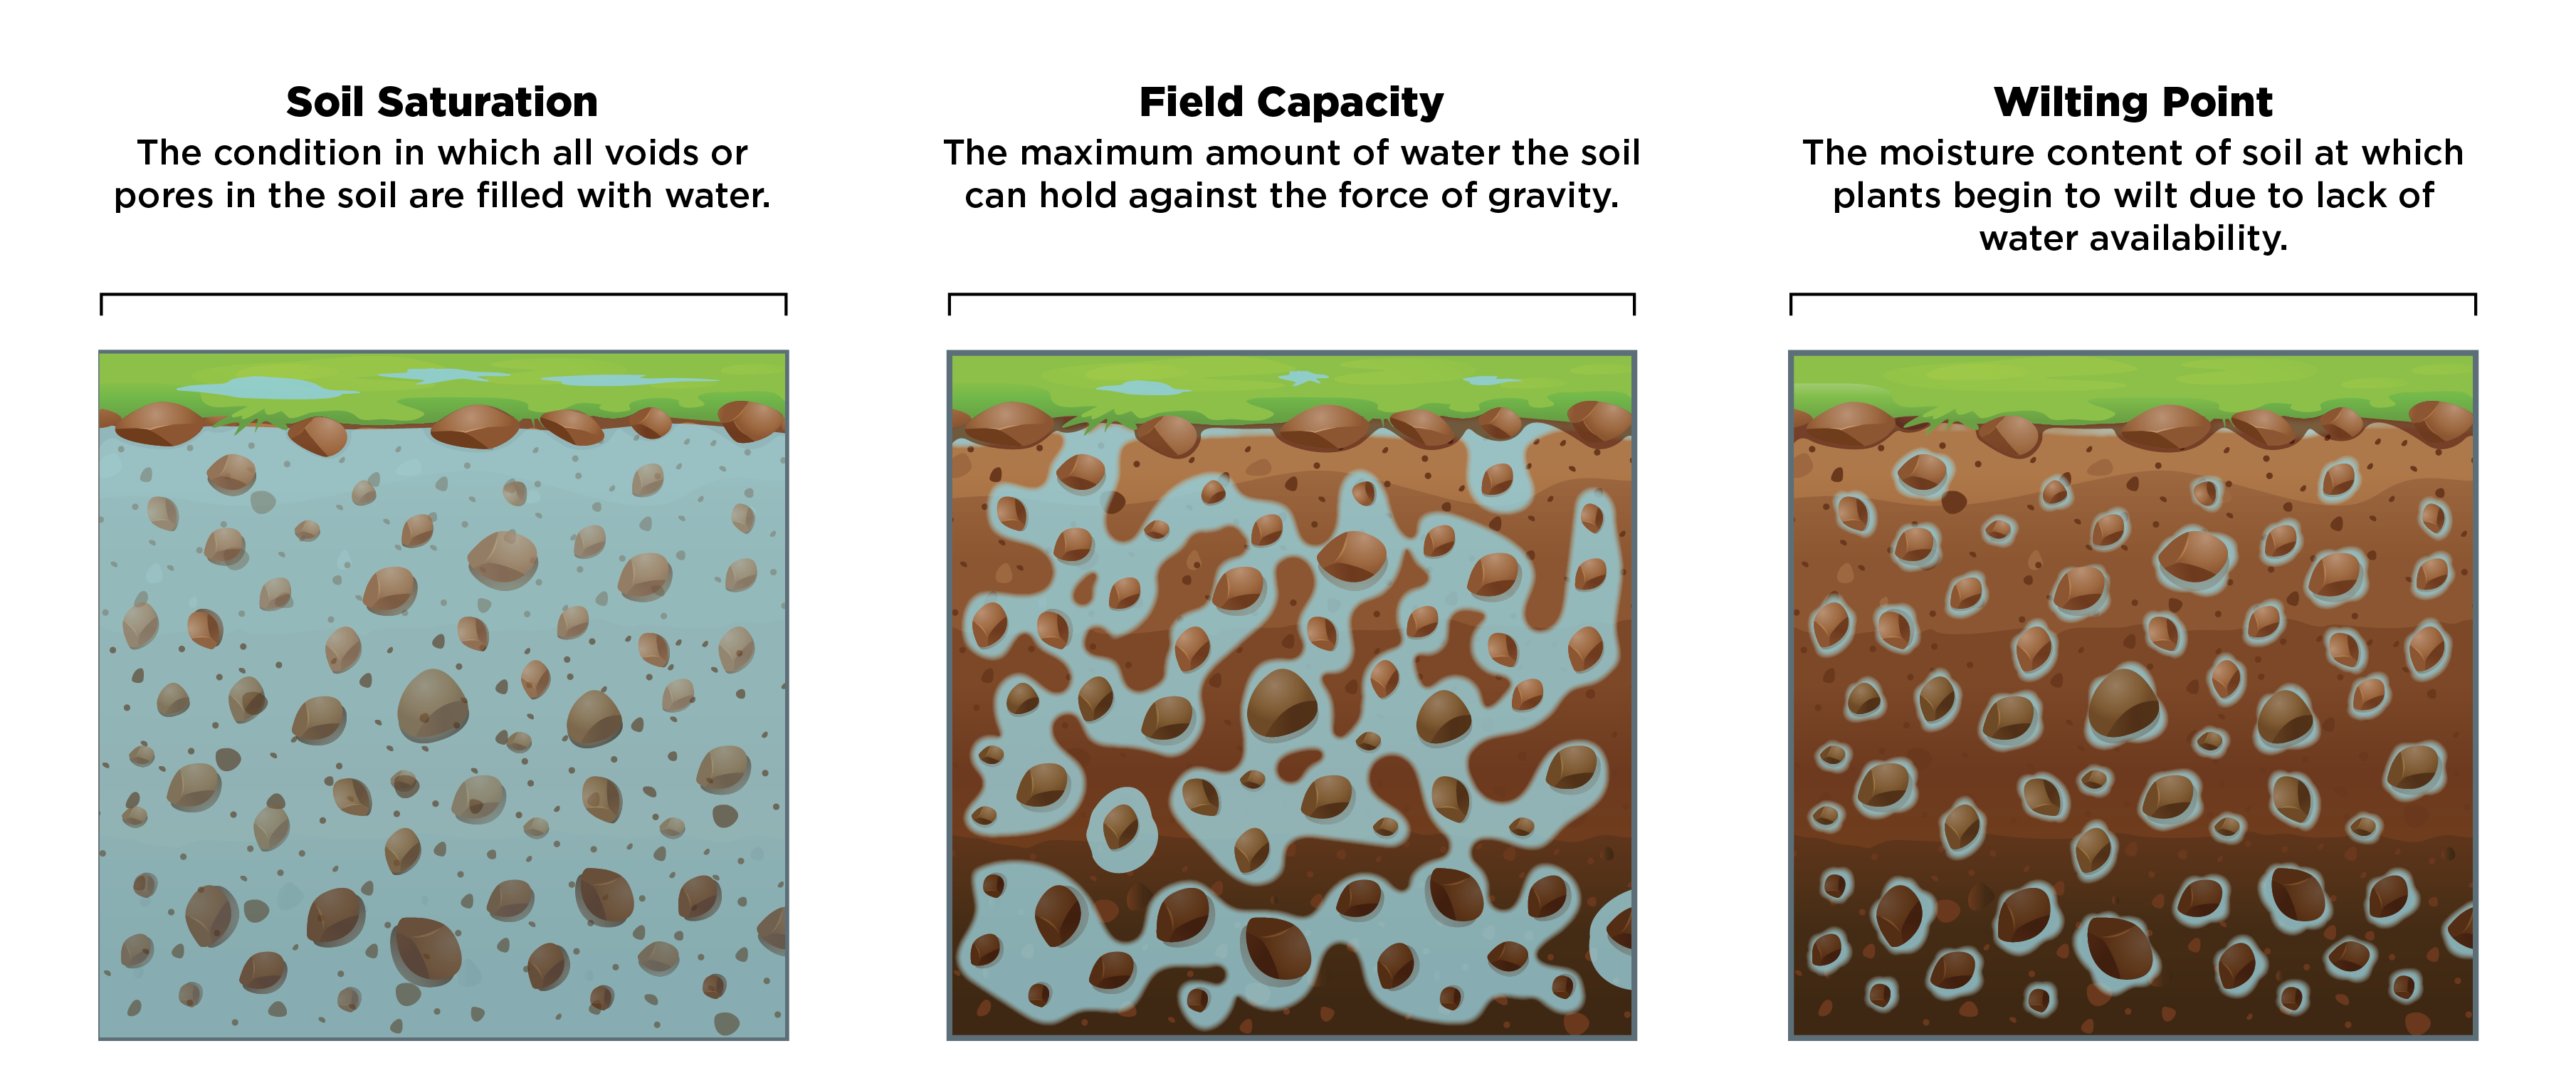 Soil Saturation
The condition in which all voids or
pores in the soil are filled with water.
Field Capacity
The maximum amount of water the soil
can hold against the force of gravity.
Wilting Point
The moisture content of soil at which
plants begin to wilt due to lack of
water availability.